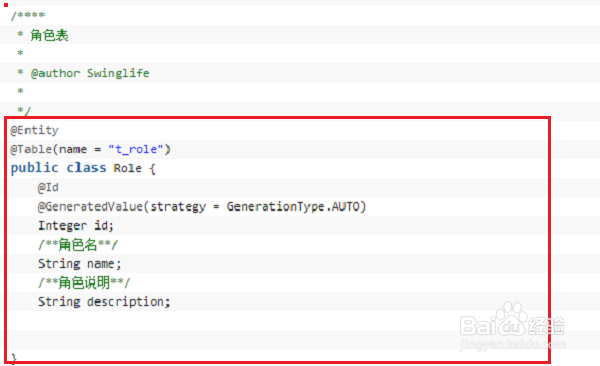 /****
 * 角色表
 *
 * @author Swinglife
 *
 */
@Entity
@Table(name = "t_role")
public class Role {
    @Id
    @GeneratedValue(strategy = GenerationType.AUTO)
    Integer id;
    /**角色名**/
    String name;
    /**角色说明**/
    String description;
}
Baidu经验
jingyan.baidu.com